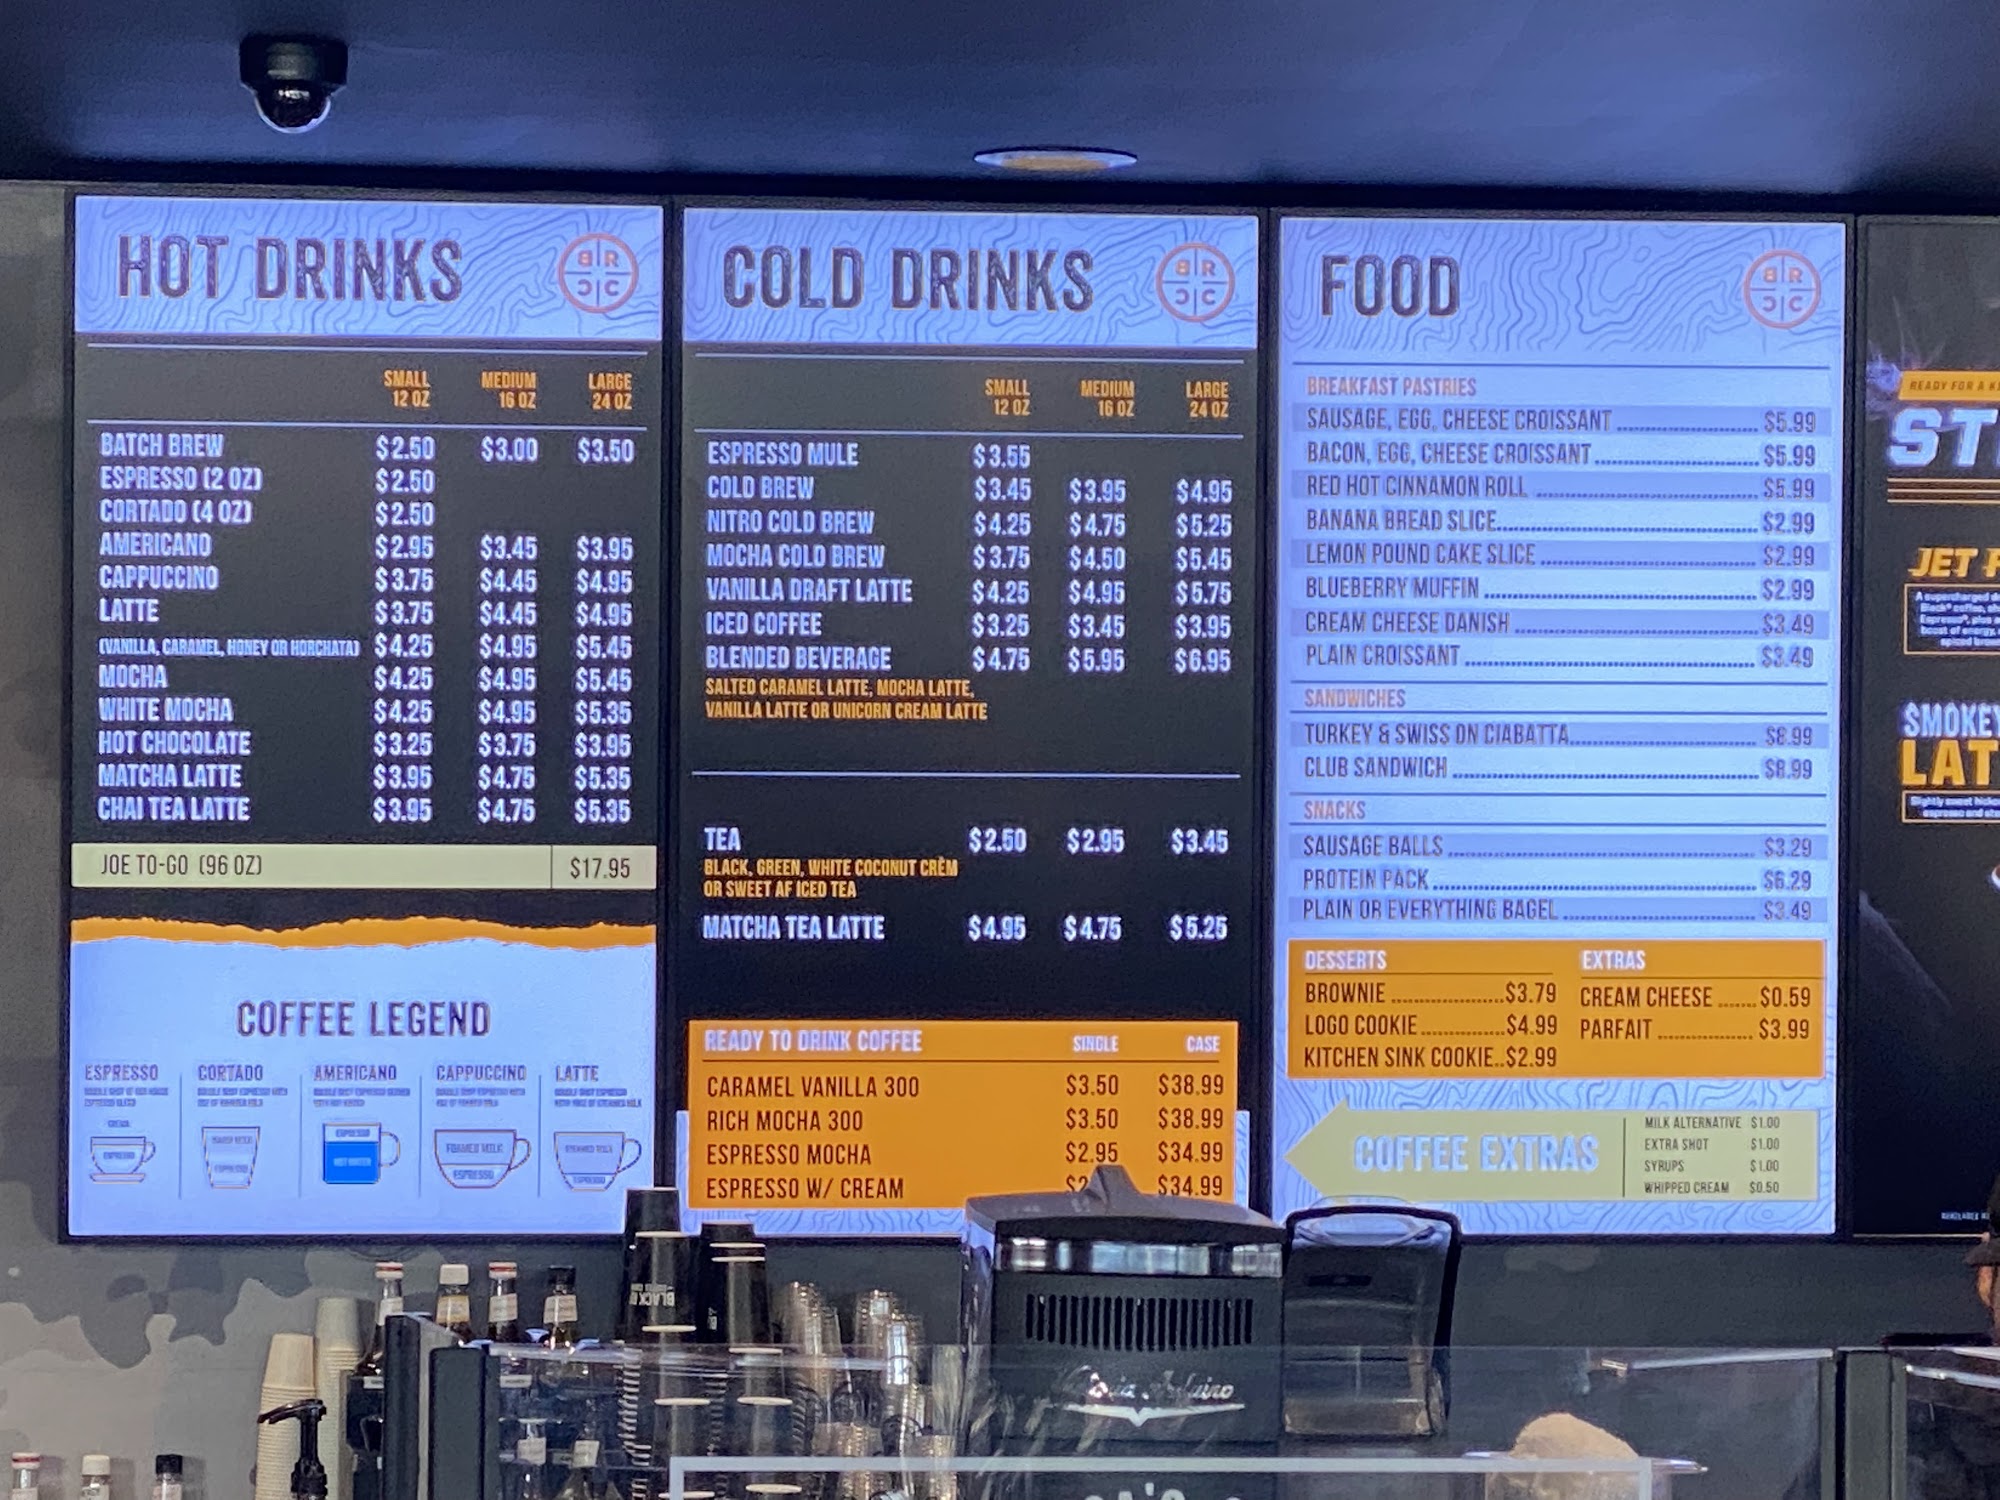 HOT DRINKS
B R C C
SMALL 12 OZ MEDIUM 16 OZ LARGE 24 OZ
BATCH BREW $2.50 $3.00 $3.50
ESPRESSO (2 OZ) $2.50
CORTADO (4 OZ) $2.50
AMERICANO $2.95 $3.45 $3.95
CAPPUCCINO $3.75 $4.45 $4.95
LATTE $3.75 $4.45 $4.95
(VANILLA, CARAMEL, HONEY OR HORCHATA) $4.25 $4.95 $5.45
MOCHA $4.25 $4.95 $5.45
WHITE MOCHA $4.25 $4.95 $5.35
HOT CHOCOLATE $3.25 $3.75 $3.95
MATCHA LATTE $3.95 $4.75 $5.35
CHAI TEA LATTE $3.95 $4.75 $5.35
JOE TO-GO (96 OZ) $17.95
COFFEE LEGEND
ESPRESSO CORTADO AMERICANO CAPPUCCINO LATTE
ESPRESSO
ESPRESSO
HOT WATER
FOAMED MILK
ESPRESSO
COLD DRINKS
B R C C
SMALL 12 OZ MEDIUM 16 OZ LARGE 24 OZ
ESPRESSO MULE $3.55
COLD BREW $3.45 $3.95 $4.95
NITRO COLD BREW $4.25 $4.75 $5.25
MOCHA COLD BREW $3.75 $4.50 $5.45
VANILLA DRAFT LATTE $4.25 $4.95 $5.75
ICED COFFEE $3.25 $3.45 $3.95
BLENDED BEVERAGE $4.75 $5.95 $6.95
SALTED CARAMEL LATTE, MOCHA LATTE,
VANILLA LATTE OR UNICORN CREAM LATTE
TEA $2.50 $2.95 $3.45
BLACK, GREEN, WHITE COCONUT CRÈM
OR SWEET AF ICED TEA
MATCHA TEA LATTE $4.95 $4.75 $5.25
READY TO DRINK COFFEE SINGLE CASE
CARAMEL VANILLA 300 $3.50 $38.99
RICH MOCHA 300 $3.50 $38.99
ESPRESSO MOCHA $2.95 $34.99
ESPRESSO W/ CREAM $2 $34.99
FOOD
B R C C
BREAKFAST PASTRIES
SAUSAGE, EGG, CHEESE CROISSANT $5.99
BACON, EGG, CHEESE CROISSANT $5.99
RED HOT CINNAMON ROLL $5.99
BANANA BREAD SLICE $2.99
LEMON POUND CAKE SLICE $2.99
BLUEBERRY MUFFIN $2.99
CREAM CHEESE DANISH $3.49
PLAIN CROISSANT $3.49
SANDWICHES
TURKEY & SWISS ON CIABATTA $8.99
CLUB SANDWICH $8.99
SNACKS
SAUSAGE BALLS $3.29
PROTEIN PACK $6.29
PLAIN OR EVERYTHING BAGEL $3.49
DESSERTS
BROWNIE $3.79
LOGO COOKIE $4.99
KITCHEN SINK COOKIE $2.99
EXTRAS
CREAM CHEESE $0.59
PARFAIT $3.99
COFFEE EXTRAS
MILK ALTERNATIVE $1.00
EXTRA SHOT $1.00
SYRUPS $1.00
WHIPPED CREAM $0.50
READY FOR A
ST
JET
A supercharged
SMOKEY
LAT
BLACK